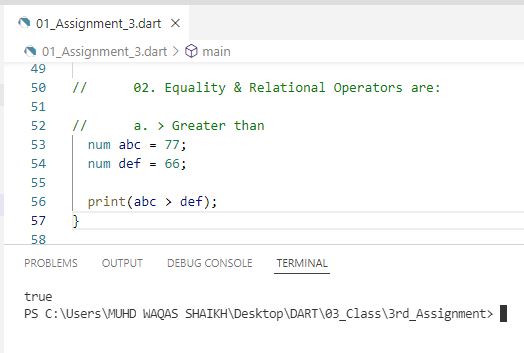 01_Assignment_3.dart ×
01_Assignment_3.dart > main
49
50 // 02. Equality & Relational Operators are:
51
52 // a. > Greater than
53 num abc = 77;
54 num def = 66;
55
56 print(abc > def);
57 }
58
PROBLEMS OUTPUT DEBUG CONSOLE TERMINAL
true
PS C:\Users\MUHD WAQAS SHAIKH\Desktop\DART\03_Class\3rd_Assignment>